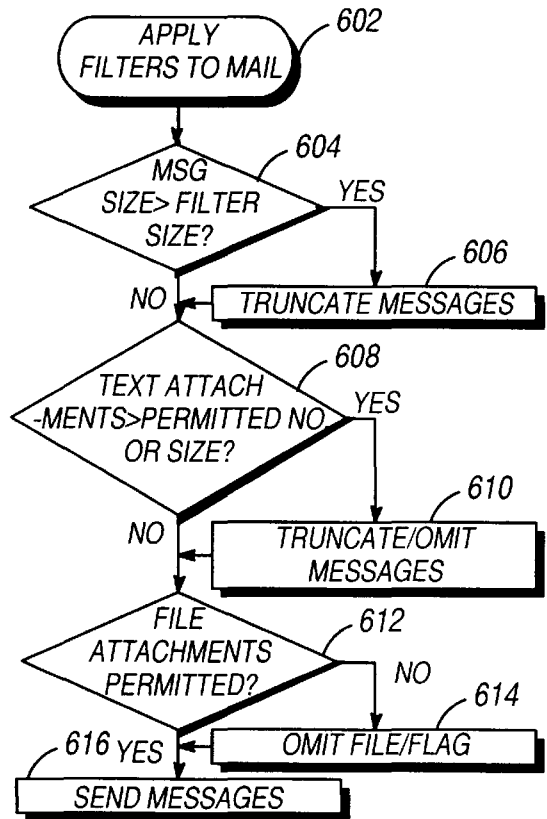 APPLY
FILTERS TO MAIL
602
MSG
SIZE> FILTER
SIZE?
604
YES
606
NO
TRUNCATE MESSAGES
608
TEXT ATTACH
-MENTS>PERMITTED NO
OR SIZE?
YES
610
NO
TRUNCATE/OMIT
MESSAGES
FILE
ATTACHMENTS
PERMITTED?
612
NO
614
616
YES
OMIT FILE/FLAG
SEND MESSAGES